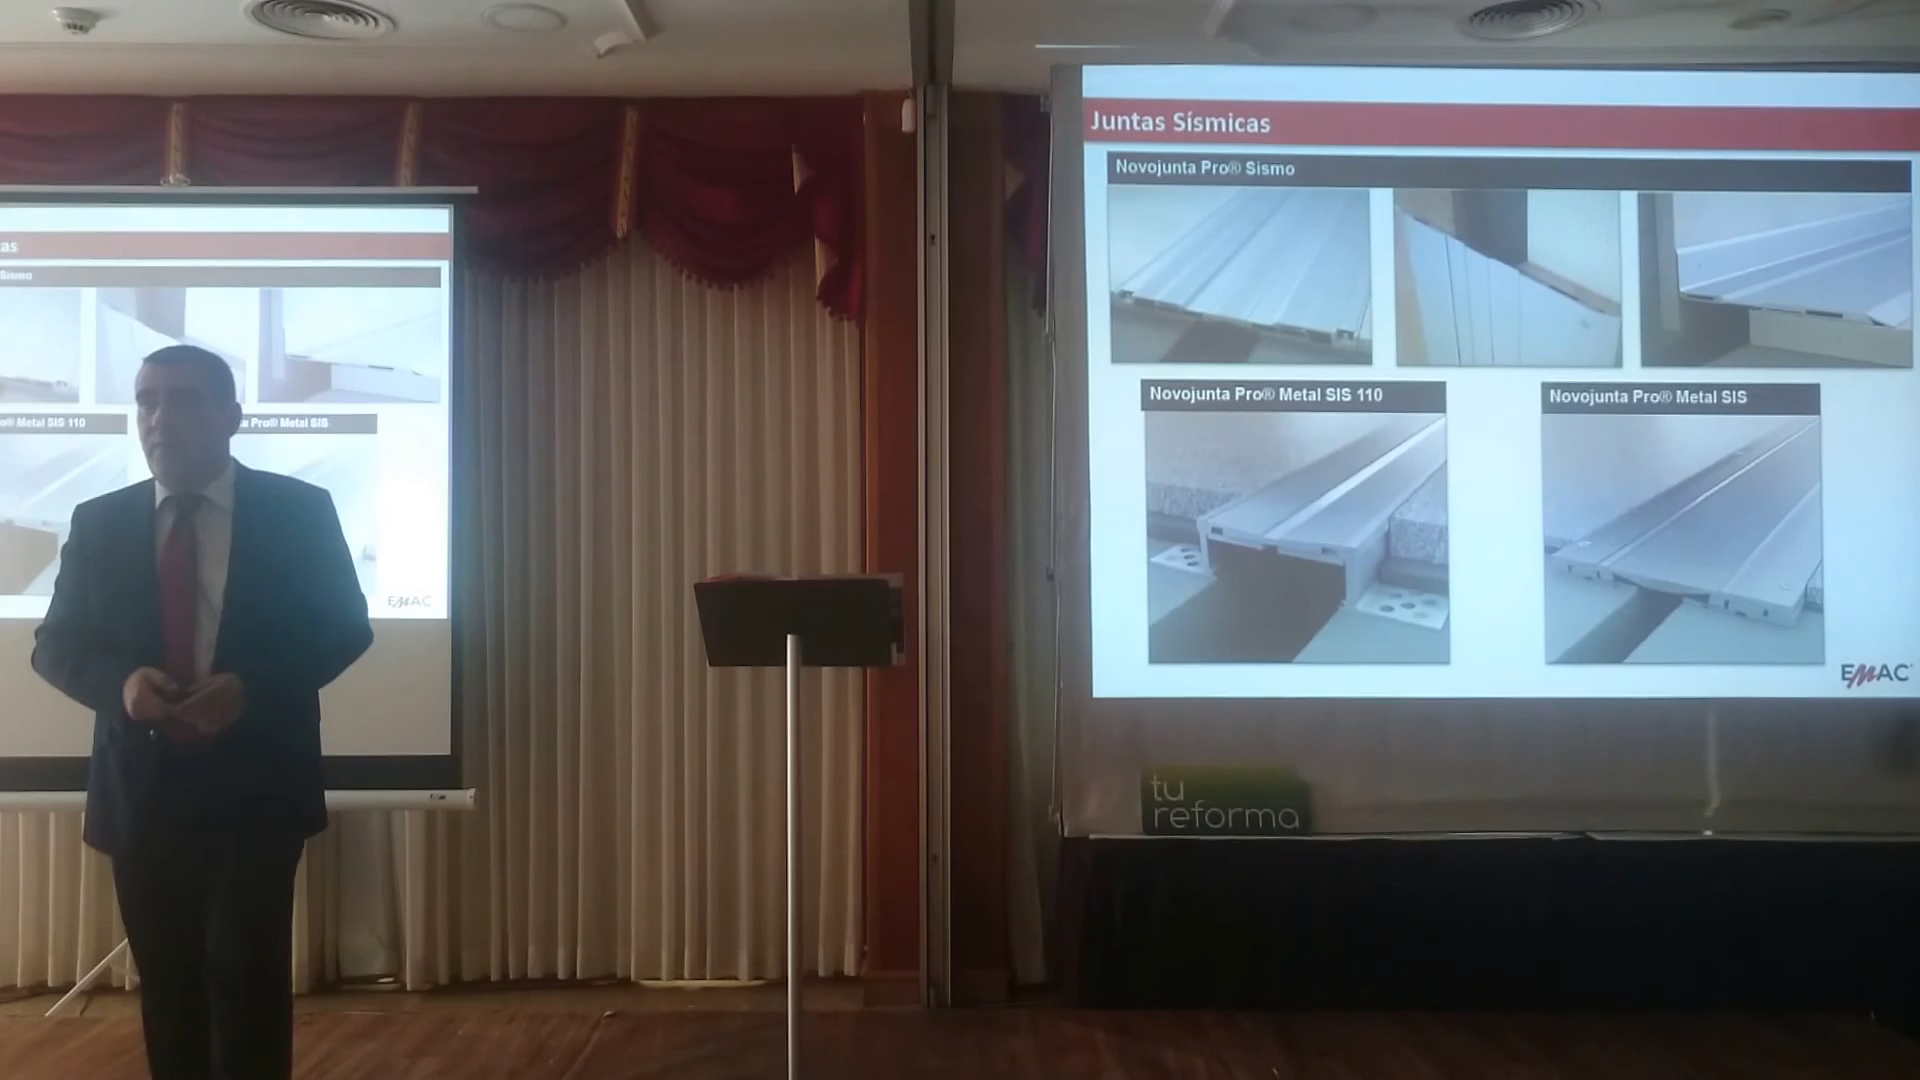 as
Sismo
o® Metal SIS 110
a Pro® Metal SIS
EMAC
Juntas Sísmicas
Novojunta Pro® Sismo
Novojunta Pro® Metal SIS 110
Novojunta Pro® Metal SIS
EMAC
tu
reforma